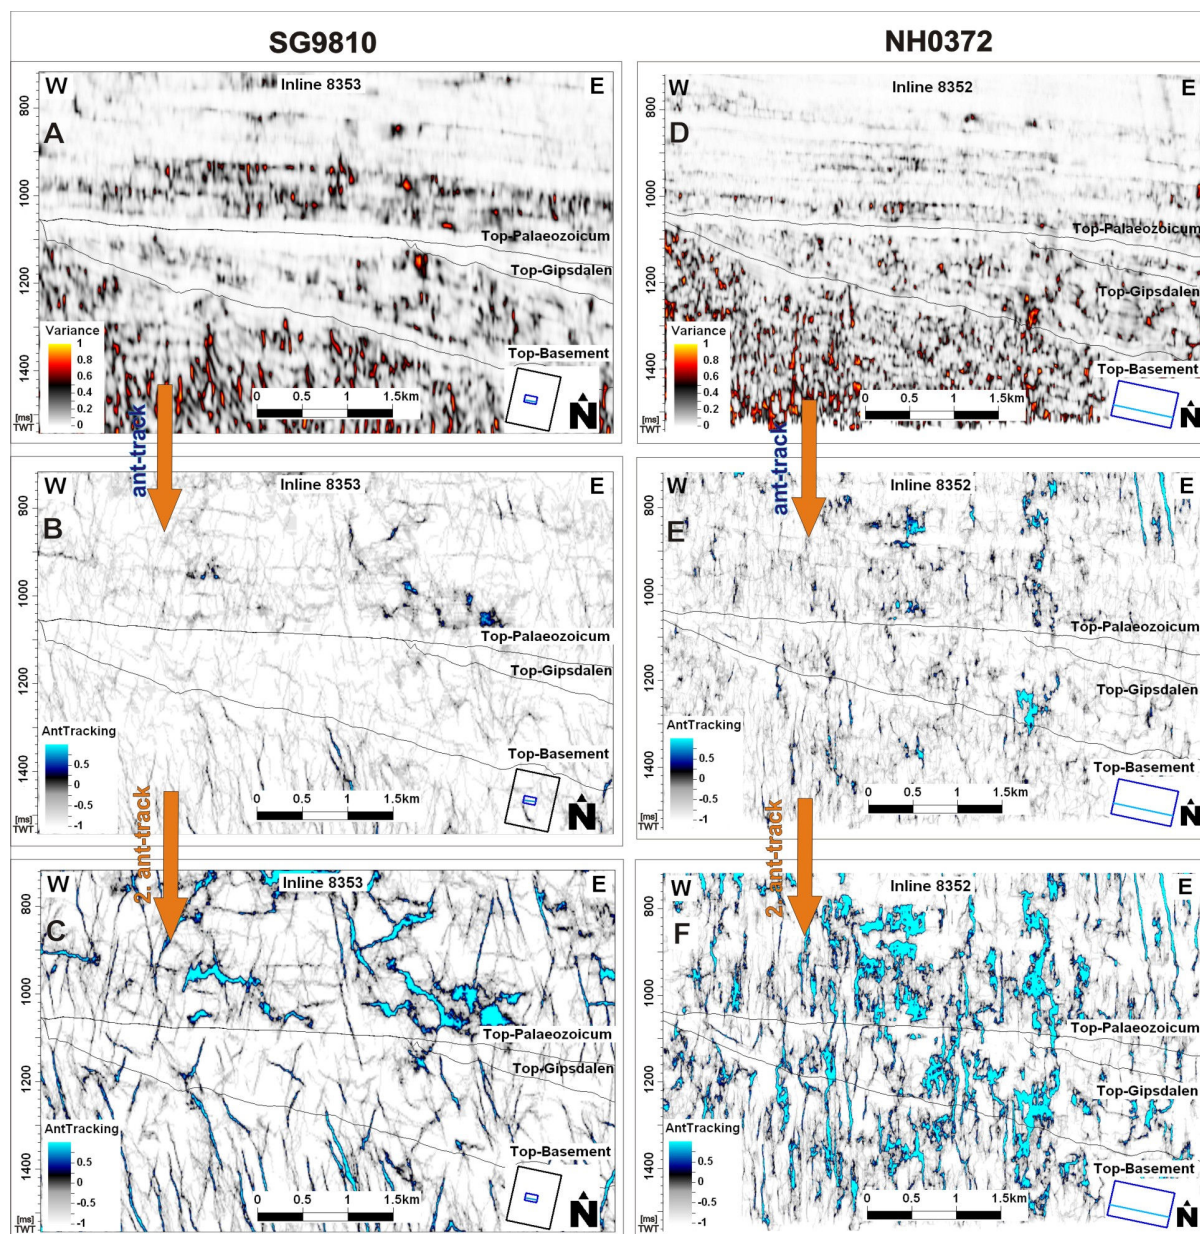 SG9810
NH0372
W
Inline 8353
E
A
800
1000
1200
1400
[ms]
TWT
Top-Palaeozoicum
Top-Gipsdalen
Top-Basement
Variance
1
0.8
0.6
0.4
0.2
0
0 0.5 1 1.5km
N
W
Inline 8352
E
D
800
1000
1200
1400
[ms]
TWT
Top-Palaeozoicum
Top-Gipsdalen
Top-Basement
Variance
1
0.8
0.6
0.4
0.2
0
0 0.5 1 1.5km
N
ant-track
ant-track
W
Inline 8353
E
B
800
1000
1200
1400
[ms]
TWT
Top-Palaeozoicum
Top-Gipsdalen
Top-Basement
AntTracking
0.5
0
-0.5
-1
0 0.5 1 1.5km
N
W
Inline 8352
E
E
800
1000
1200
1400
[ms]
TWT
Top-Palaeozoicum
Top-Gipsdalen
Top-Basement
AntTracking
0.5
0
-0.5
-1
0 0.5 1 1.5km
N
2. ant-track
2. ant-track
W
Inline 8353
E
C
800
1000
1200
1400
[ms]
TWT
Top-Palaeozoicum
Top-Gipsdalen
Top-Basement
AntTracking
0.5
0
-0.5
-1
0 0.5 1 1.5km
N
W
Inline 8352
E
F
800
1000
1200
1400
[ms]
TWT
Top-Palaeozoicum
Top-Gipsdalen
Top-Basement
AntTracking
0.5
0
-0.5
-1
0 0.5 1 1.5km
N